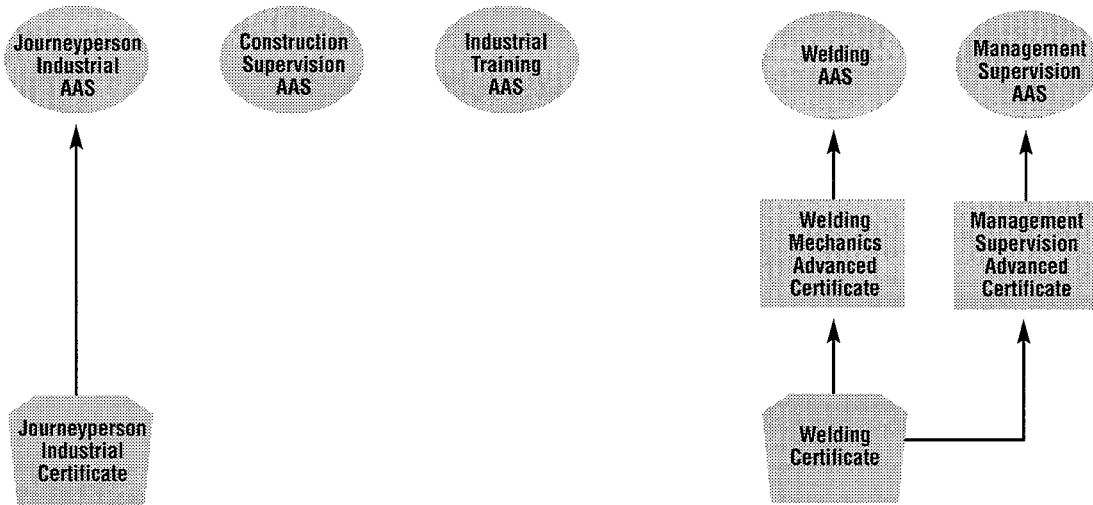 Journeyperson
Industrial
AAS
Construction
Supervision
AAS
Industrial
Training
AAS
Welding
AAS
Management
Supervision
AAS
Welding
Mechanics
Advanced
Certificate
Management
Supervision
Advanced
Certificate
Journeyperson
Industrial
Certificate
Welding
Certificate